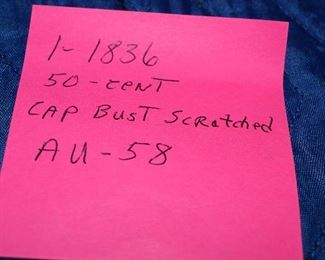 1-1836
50-cent
CAP BUST Scratched
AU-58